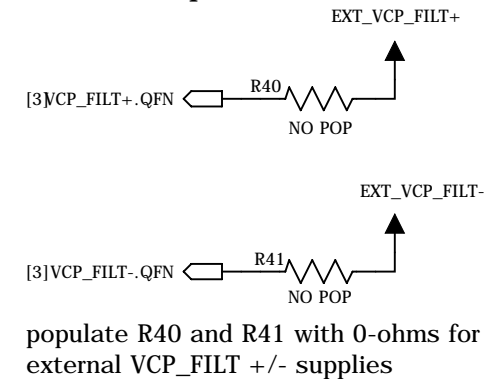 EXT_VCP_FILT+
R40
[3]VCP_FILT+.QFN
NO POP
EXT_VCP_FILT-
R41
[3]VCP_FILT-.QFN
NO POP
populate R40 and R41 with 0-ohms for
external VCP_FILT +/- supplies